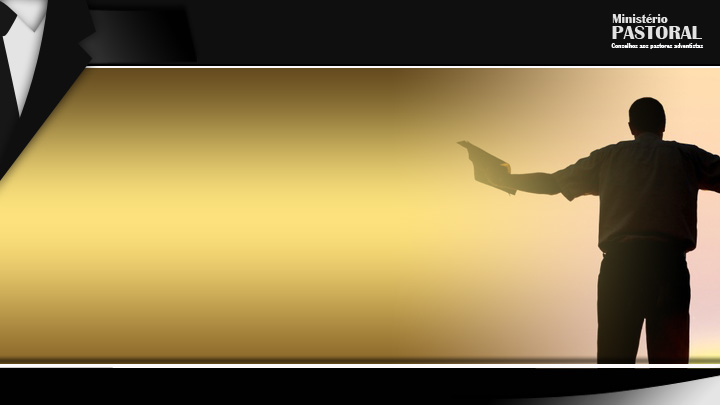 Ministério
PASTORAL
Conselhos aos pastores adventistas